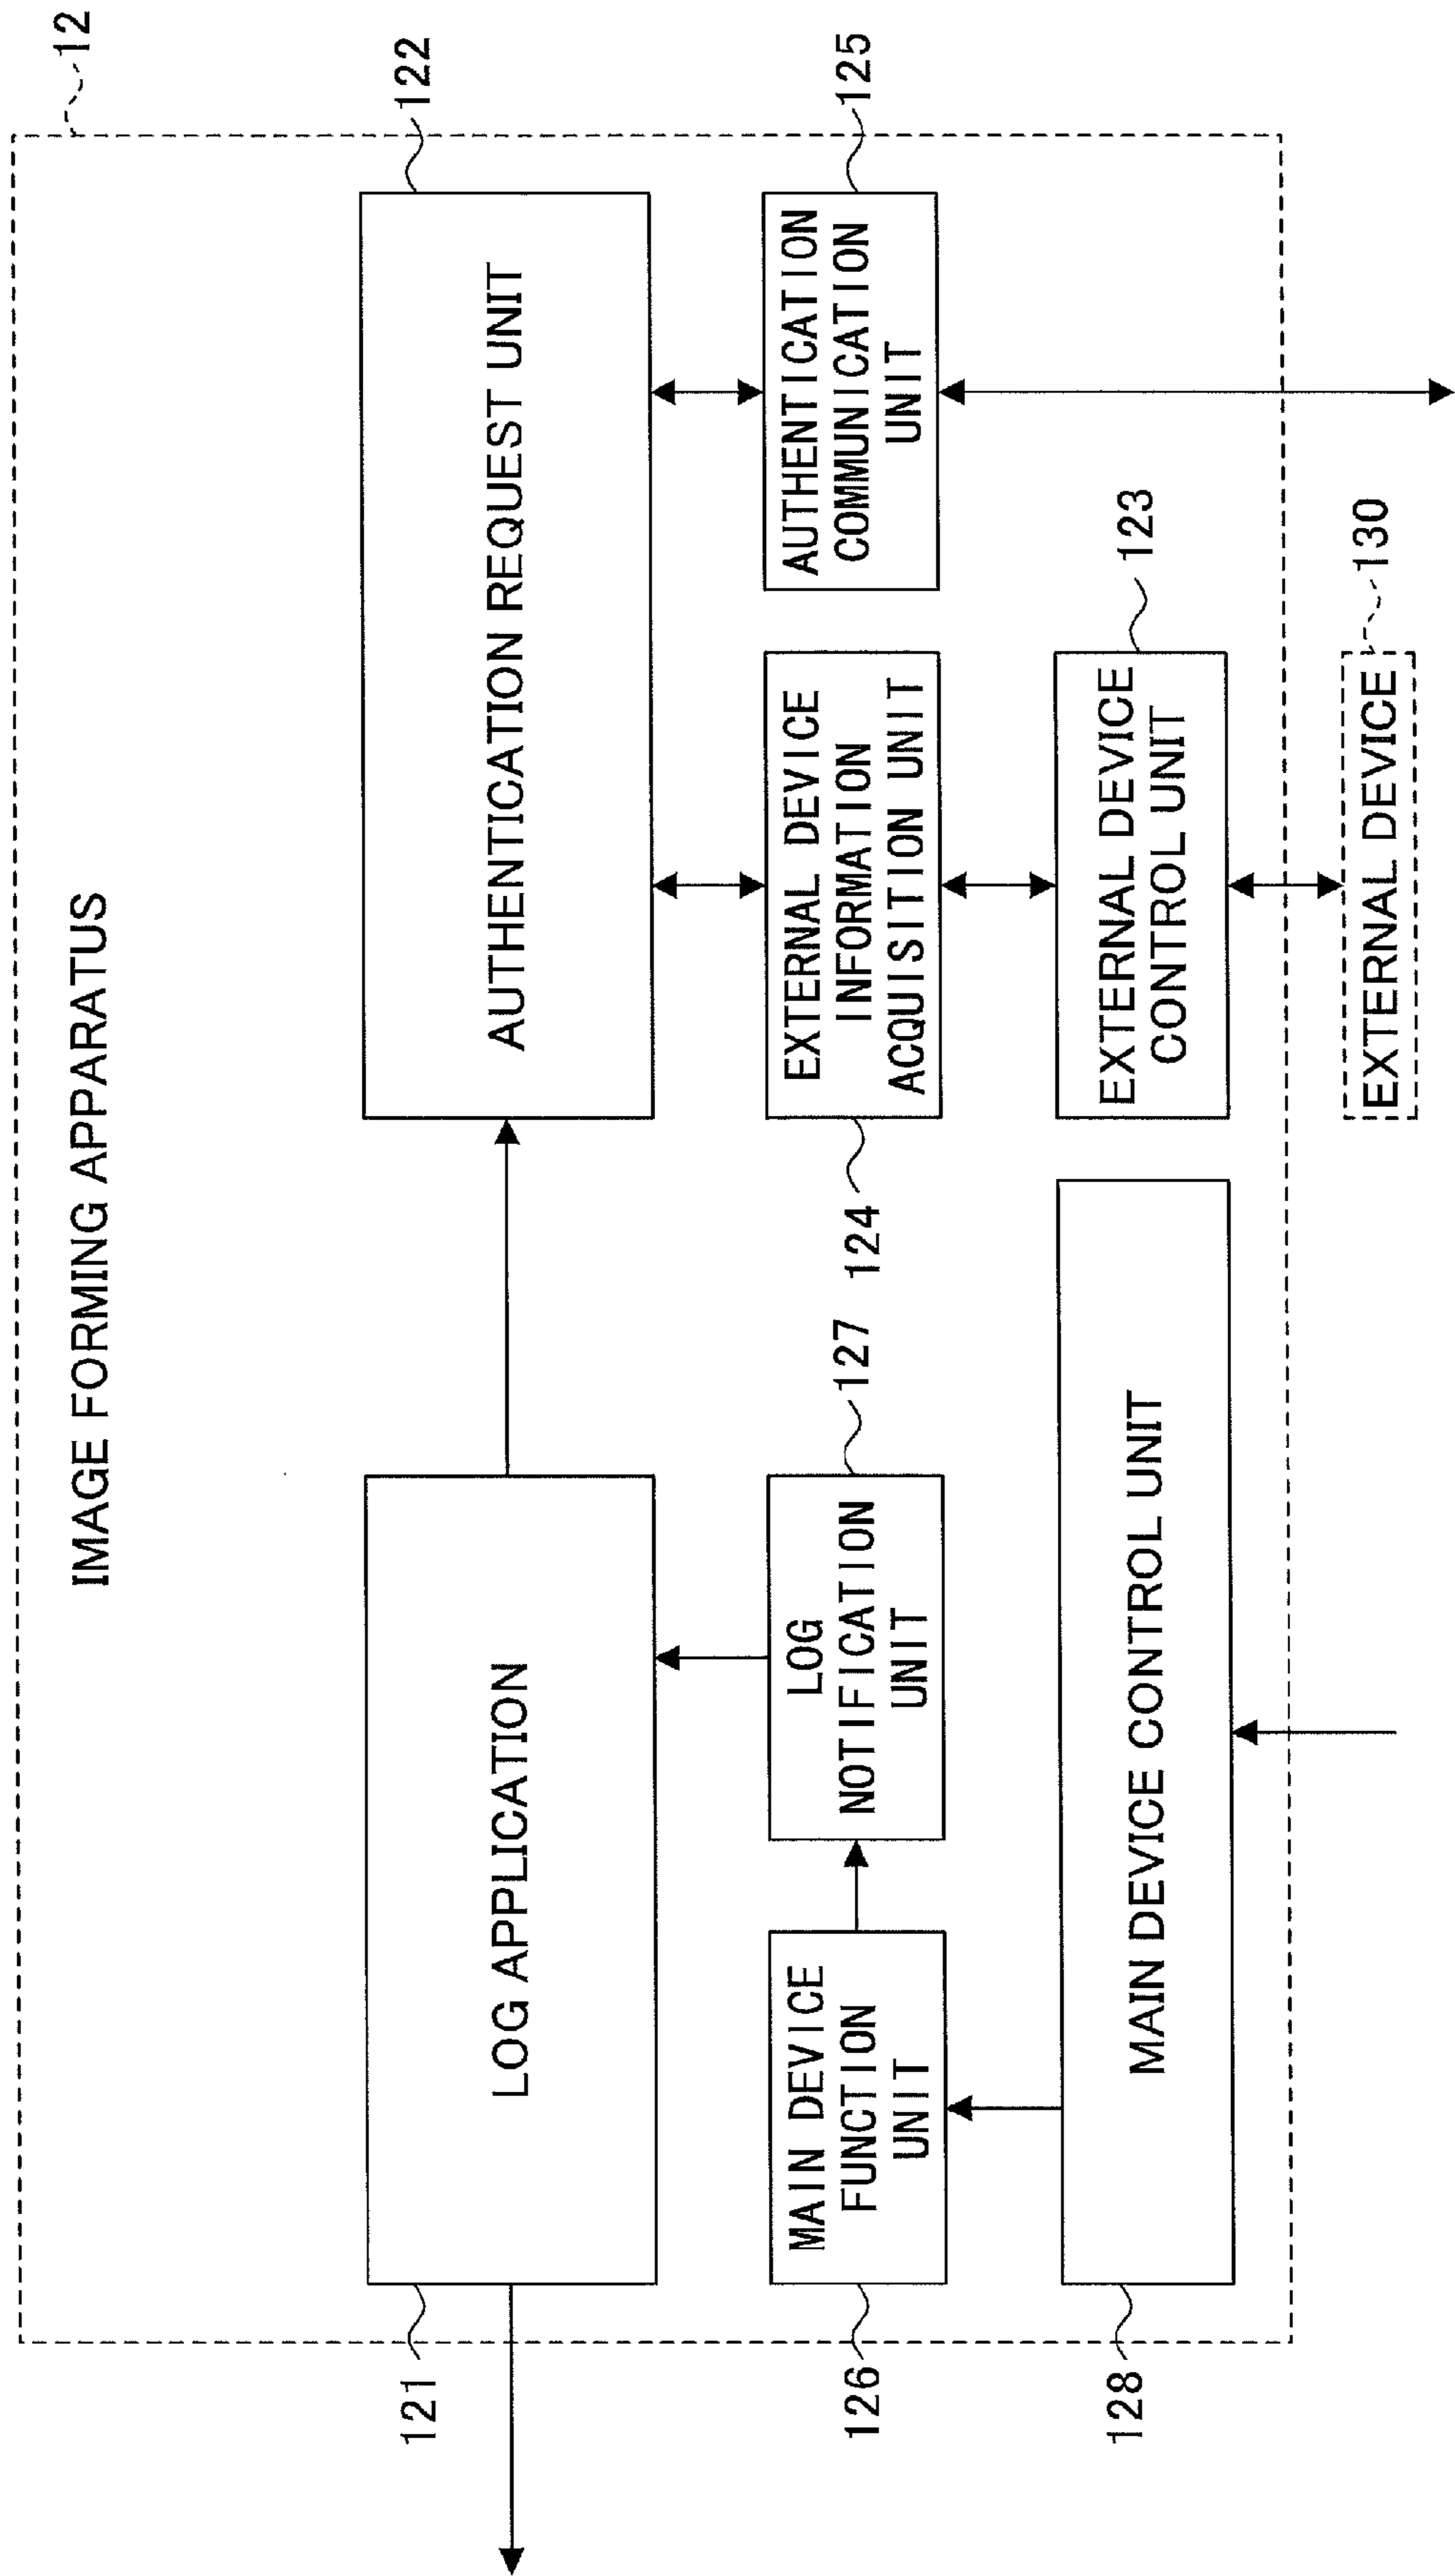 IMAGE FORMING APPARATUS
12
121
LOG APPLICATION
AUTHENTICATION REQUEST UNIT
122
126
MAIN DEVICE
FUNCTION
UNIT
LOG
NOTIFICATION
UNIT
127
124
EXTERNAL DEVICE
INFORMATION
ACQUISITION UNIT
AUTHENTICATION
COMMUNICATION
UNIT
125
128
MAIN DEVICE CONTROL UNIT
EXTERNAL DEVICE
CONTROL UNIT
123
EXTERNAL DEVICE
130